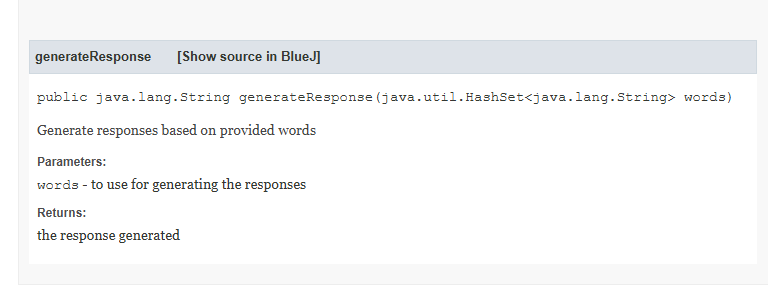 generateResponse [Show source in BlueJ]
public java.lang.String generateResponse(java.util.HashSet<java.lang.String> words)
Generate responses based on provided words
Parameters:
words - to use for generating the responses
Returns:
the response generated